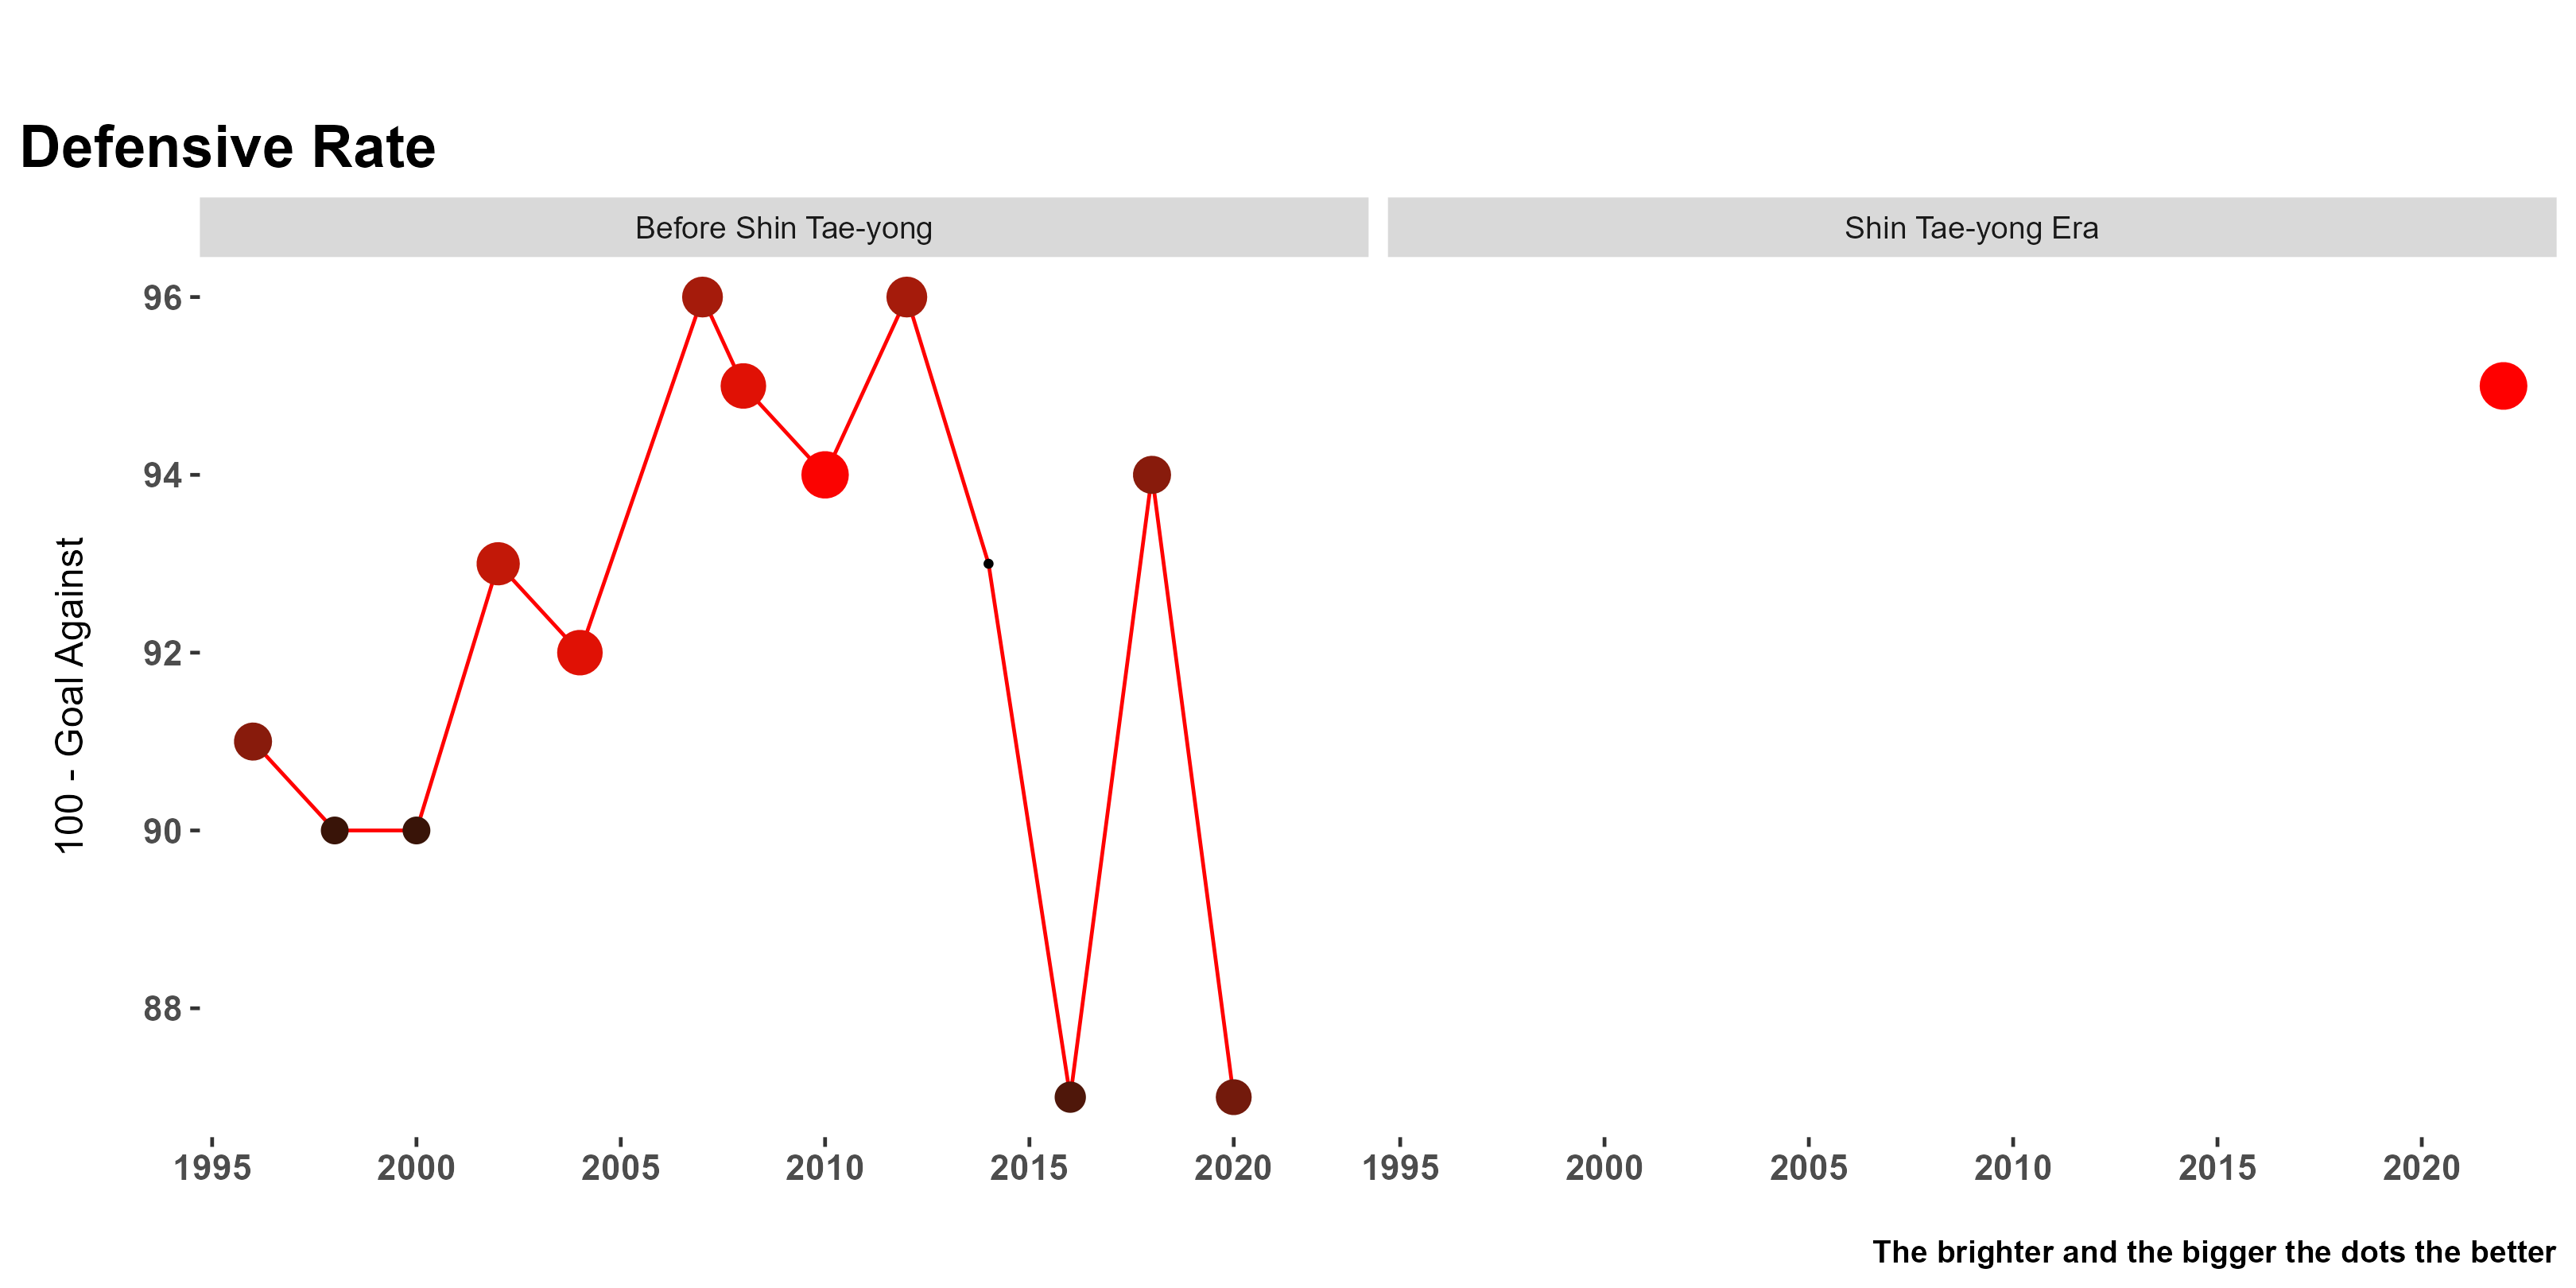 Defensive Rate
Before Shin Tae-yong
Shin Tae-yong Era
100 - Goal Against
96
94
92
90
88
1995 2000 2005 2010 2015 2020 1995 2000 2005 2010 2015 2020
The brighter and the bigger the dots the better